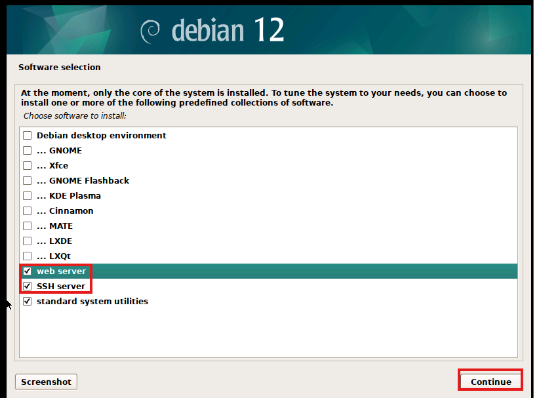 debian 12
Software selection
At the moment, only the core of the system is installed. To tune the system to your needs, you can choose to
install one or more of the following predefined collections of software.
Choose software to install:
Debian desktop environment
... GNOME
... Xfce
... GNOME Flashback
... KDE Plasma
... Cinnamon
... MATE
... LXDE
... LXQt
web server
SSH server
standard system utilities
Screenshot
Continue